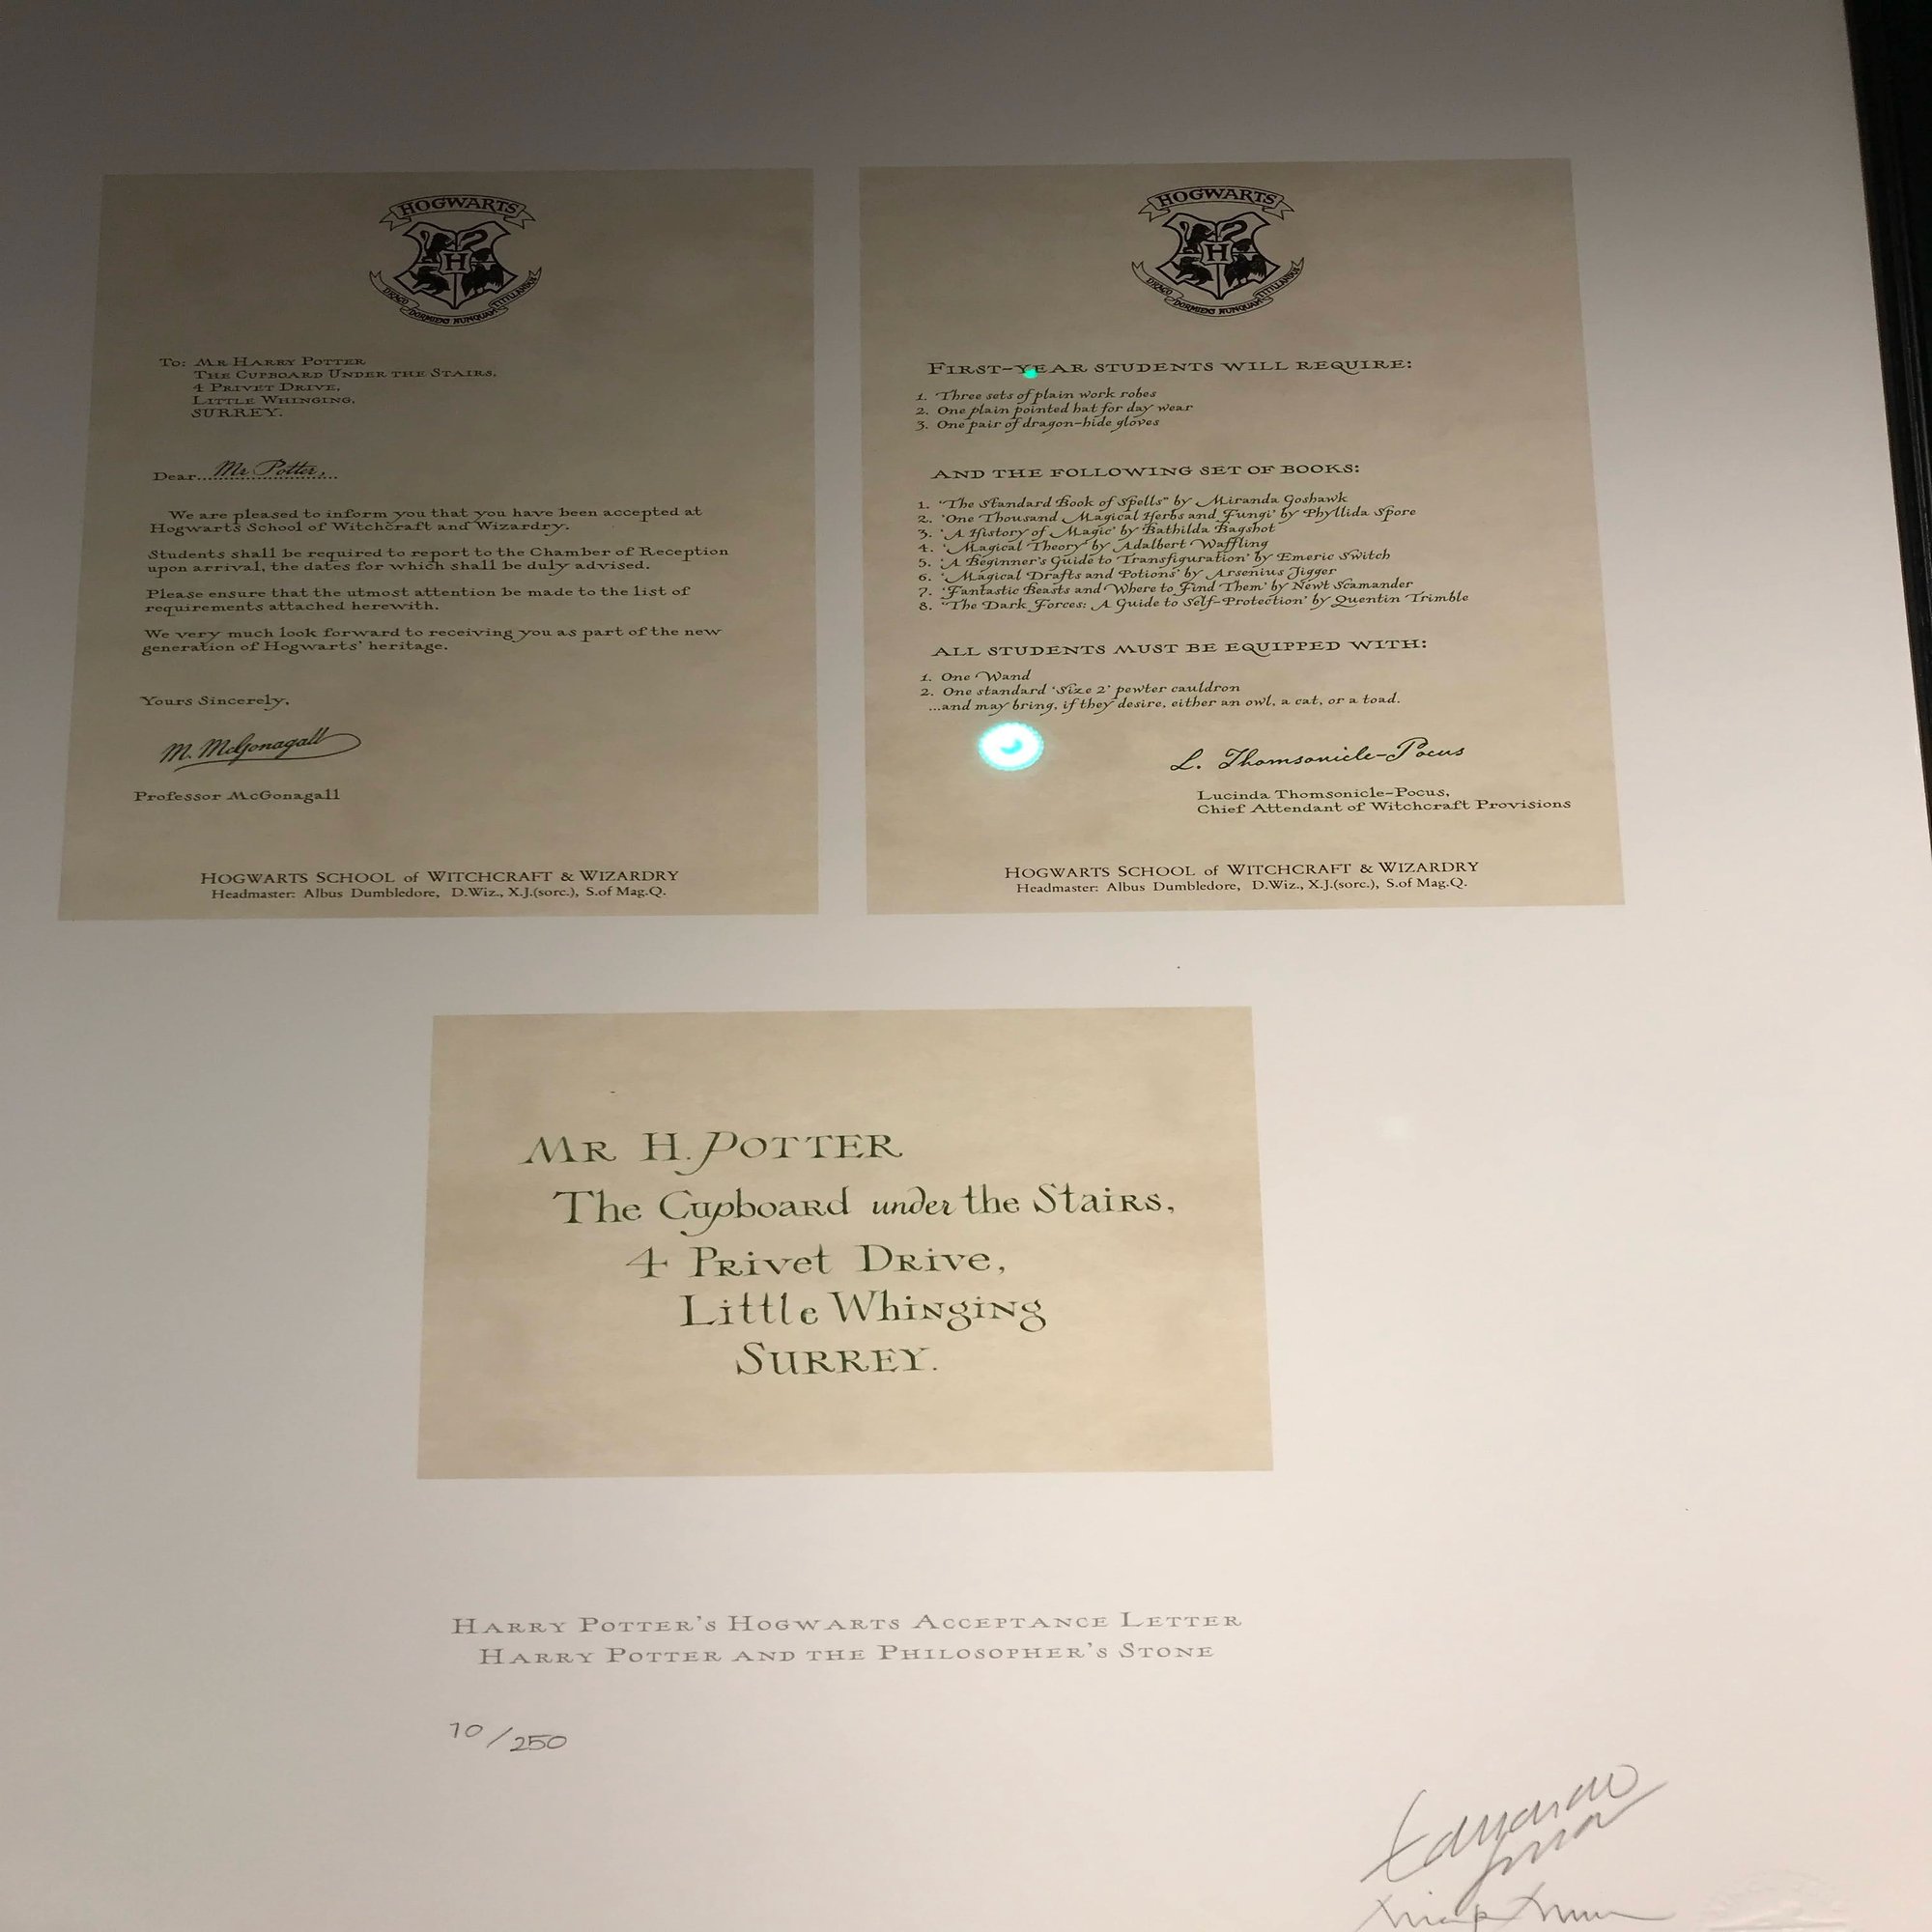 HOGWARTS
H
DRACO DORMIENS NUNQUAM TITILLANDUS
To: Mr Harry Potter
The Cupboard Under the Stairs,
4 Privet Drive,
Little Whinging,
SURREY.
Dear....Mr Potter,...
We are pleased to inform you that you have been accepted at
Hogwarts School of Witchcraft and Wizardry.
Students shall be required to report to the Chamber of Reception
upon arrival, the dates for which shall be duly advised.
Please ensure that the utmost attention be made to the list of
requirements attached herewith.
We very much look forward to receiving you as part of the new
generation of Hogwarts' heritage.
Yours Sincerely,
M. McGonagall
Professor McGonagall
HOGWARTS SCHOOL of WITCHCRAFT & WIZARDRY
Headmaster: Albus Dumbledore, D.Wiz., X.J.(sorc.), S.of Mag.Q.
HOGWARTS
H
DRACO DORMIENS NUNQUAM TITILLANDUS
FIRST-YEAR STUDENTS WILL REQUIRE:
1. Three sets of plain work robes
2. One plain pointed hat for day wear
3. One pair of dragon-hide gloves
AND THE FOLLOWING SET OF BOOKS:
1. 'The Standard Book of Spells" by Miranda Goshawk
2. 'One Thousand Magical Herbs and Fungi' by Phyllida Spore
3. 'A History of Magic' by Bathilda Bagshot
4. 'Magical Theory' by Adalbert Waffling
5. 'A Beginner's Guide to Transfiguration' by Emeric Switch
6. 'Magical Drafts and Potions' by Arsenius Jigger
7. 'Fantastic Beasts and Where to Find Them' by Newt Scamander
8. 'The Dark Forces: A Guide to Self-Protection' by Quentin Trimble
ALL STUDENTS MUST BE EQUIPPED WITH:
1. One Wand
2. One standard 'Size 2' pewter cauldron
...and may bring, if they desire, either an owl, a cat, or a toad.
L. Thomsonicle-Pocus
Lucinda Thomsonicle-Pocus,
Chief Attendant of Witchcraft Provisions
HOGWARTS SCHOOL of WITCHCRAFT & WIZARDRY
Headmaster: Albus Dumbledore, D.Wiz., X.J.(sorc.), S.of Mag.Q.
MR H. POTTER
The Cupboard under the Stairs,
4 Privet Drive,
Little Whinging
SURREY.
Harry Potter's Hogwarts Acceptance Letter
Harry Potter and the Philosopher's Stone
70/250
Eduardo